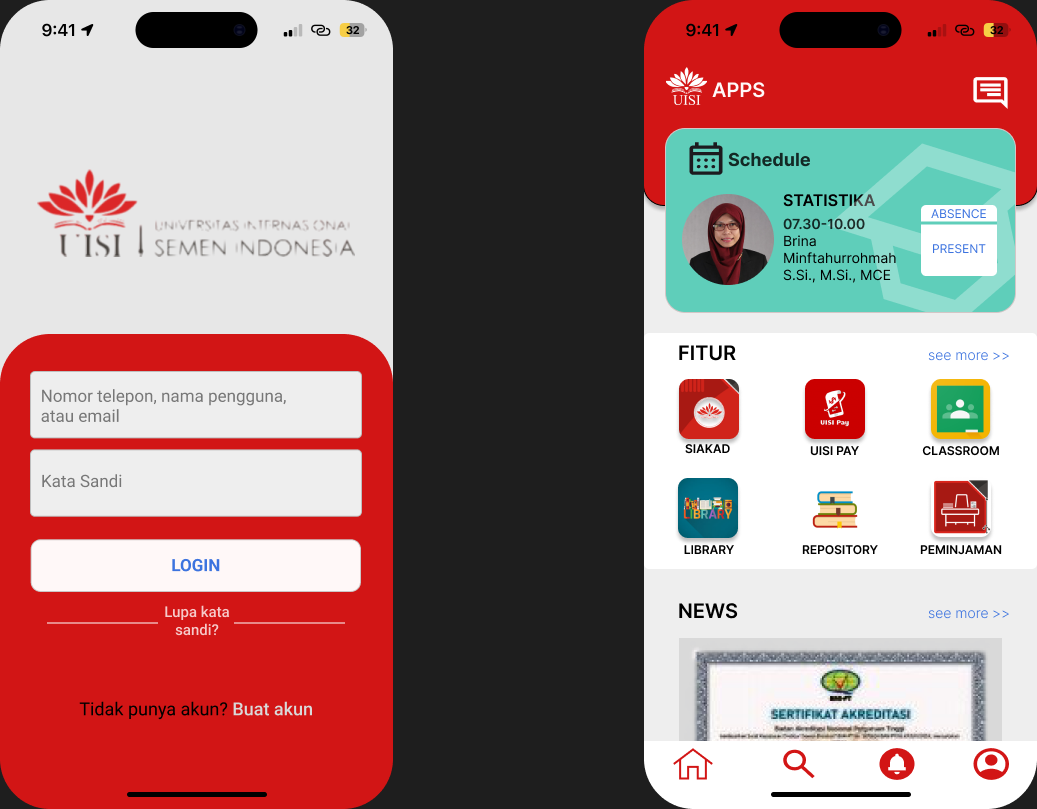 9:41
32
UISI
UNIVERSITAS INTERNASIONAL
SEMEN INDONESIA
Nomor telepon, nama pengguna,
atau email
Kata Sandi
LOGIN
Lupa kata
sandi?
Tidak punya akun? Buat akun
9:41
32
UISI
APPS
Schedule
STATISTIKA
07.30-10.00
Brina
Minftahurrohmah
S.Si., M.Si., MCE
ABSENCE
PRESENT
FITUR
see more >>
UISI Pay
SIAKAD
UISI PAY
CLASSROOM
LIBRARY
LIBRARY
REPOSITORY
PEMINJAMAN
NEWS
see more >>
BAN-PT
SERTIFIKAT AKREDITASI
Badan Akreditasi Nasional Perguruan Tinggi